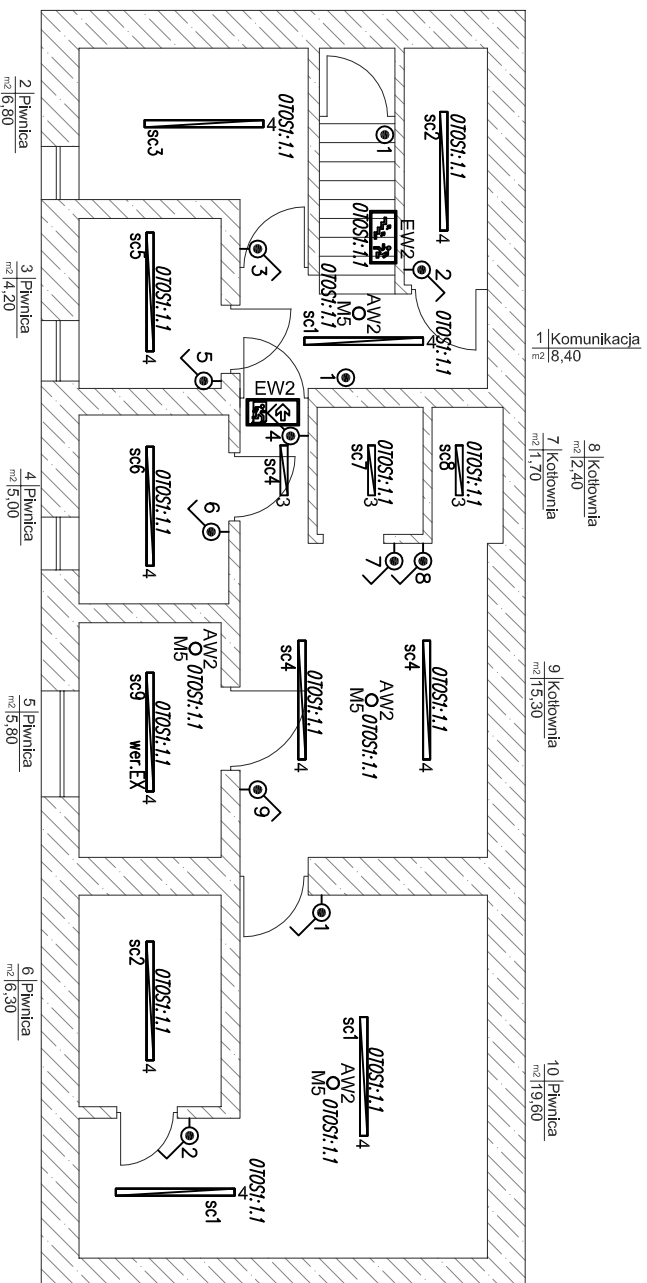 1 Komunikacja
m2 8,40
8 Kotłownia
m2 2,40
7 Kotłownia
m2 1,70
9 Kotłownia
m2 15,30
10 Piwnica
m2 19,60
2 Piwnica
m2 6,80
3 Piwnica
m2 4,20
4 Piwnica
m2 5,00
5 Piwnica
m2 5,80
6 Piwnica
m2 6,30
OTOS1:1.1
sc2
4
2
1
EW2
OTOS1:1.1
OTOS1:1.1
sc3
4
3
AW2
M5
OTOS1:1.1
OTOS1:1.1
sc1
4
1
OTOS1:1.1
sc5
4
5
EW2
4
sc4
3
OTOS1:1.1
sc7
3
7
OTOS1:1.1
sc8
3
8
OTOS1:1.1
sc6
4
6
OTOS1:1.1
sc4
4
OTOS1:1.1
sc4
4
AW2
M5
OTOS1:1.1
AW2
M5
OTOS1:1.1
OTOS1:1.1
sc9
4
wer.EX
9
1
OTOS1:1.1
sc1
4
AW2
M5
OTOS1:1.1
OTOS1:1.1
sc2
4
2
OTOS1:1.1
sc1
4